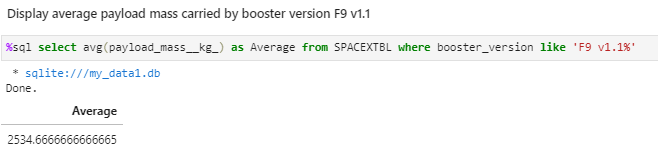 Display average payload mass carried by booster version F9 v1.1
%sql select avg(payload_mass__kg_) as Average from SPACEXTBL where booster_version like 'F9 v1.1%'
* sqlite:///my_data1.db
Done.
Average
2534.6666666666665